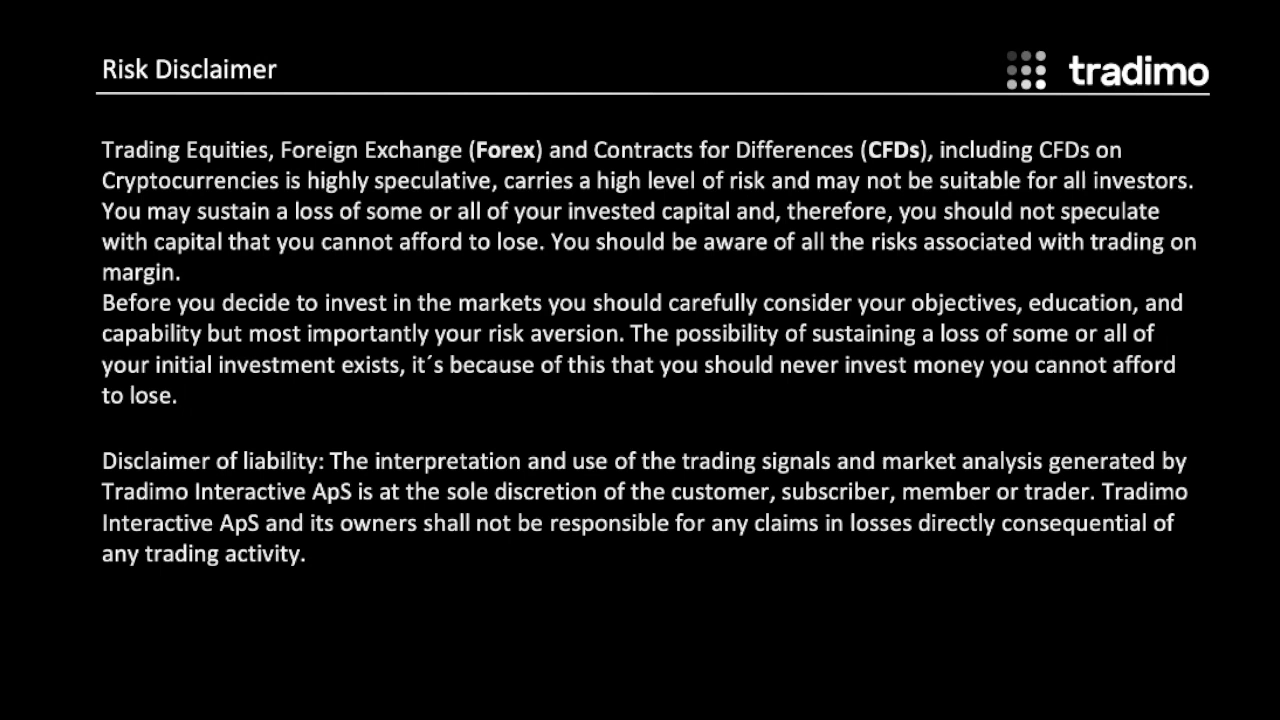 Risk Disclaimer
tradimo
Trading Equities, Foreign Exchange (Forex) and Contracts for Differences (CFDs), including CFDs on
Cryptocurrencies is highly speculative, carries a high level of risk and may not be suitable for all investors.
You may sustain a loss of some or all of your invested capital and, therefore, you should not speculate
with capital that you cannot afford to lose. You should be aware of all the risks associated with trading on
margin.
Before you decide to invest in the markets you should carefully consider your objectives, education, and
capability but most importantly your risk aversion. The possibility of sustaining a loss of some or all of
your initial investment exists, it´s because of this that you should never invest money you cannot afford
to lose.
Disclaimer of liability: The interpretation and use of the trading signals and market analysis generated by
Tradimo Interactive ApS is at the sole discretion of the customer, subscriber, member or trader. Tradimo
Interactive ApS and its owners shall not be responsible for any claims in losses directly consequential of
any trading activity.